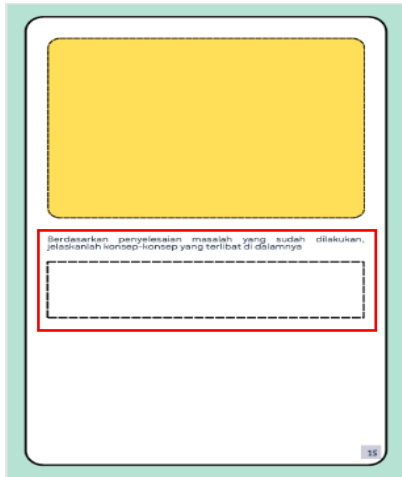 Berdasarkan penyelesaian masalah yang sudah dilakukan,
jelaskanlah konsep-konsep yang terlibat di dalamnya
15